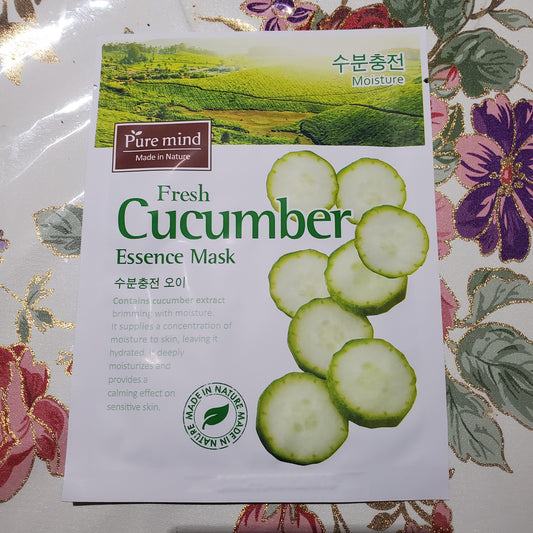 수분충전
Moisture
Pure mind
Made in Nature
Fresh
Cucumber
Essence Mask
수분충전 오이
Contains cucumber extract
brimming with moisture.
It supplies a concentration of
moisture to skin, leaving it
hydrated. It deeply
moisturizes and
provides a
calming effect on
sensitive skin.
MADE IN NATURE MADE IN NATURE